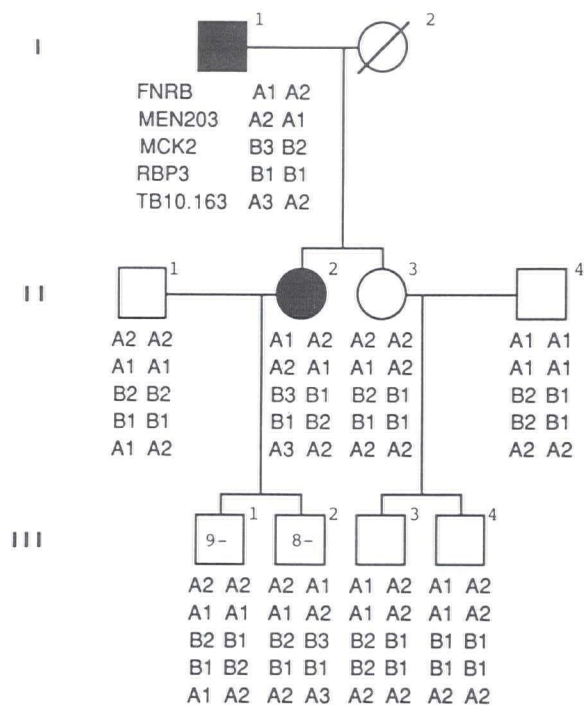 1 2
I
FNRB A1 A2
MEN203 A2 A1
MCK2 B3 B2
RBP3 B1 B1
TB10.163 A3 A2
1 2 3 4
II
A2 A2 A1 A2 A2 A2 A1 A1
A1 A1 A2 A1 A1 A2 A1 A1
B2 B2 B3 B1 B2 B1 B2 B1
B1 B1 B1 B2 B1 B1 B2 B1
A1 A2 A3 A2 A2 A2 A2 A2
1 2 3 4
III 9- 8-
A2 A2 A2 A1 A1 A2 A1 A2
A1 A1 A1 A2 A1 A2 A1 A2
B2 B1 B2 B3 B2 B1 B1 B1
B1 B2 B1 B1 B2 B1 B1 B1
A1 A2 A2 A3 A2 A2 A2 A2